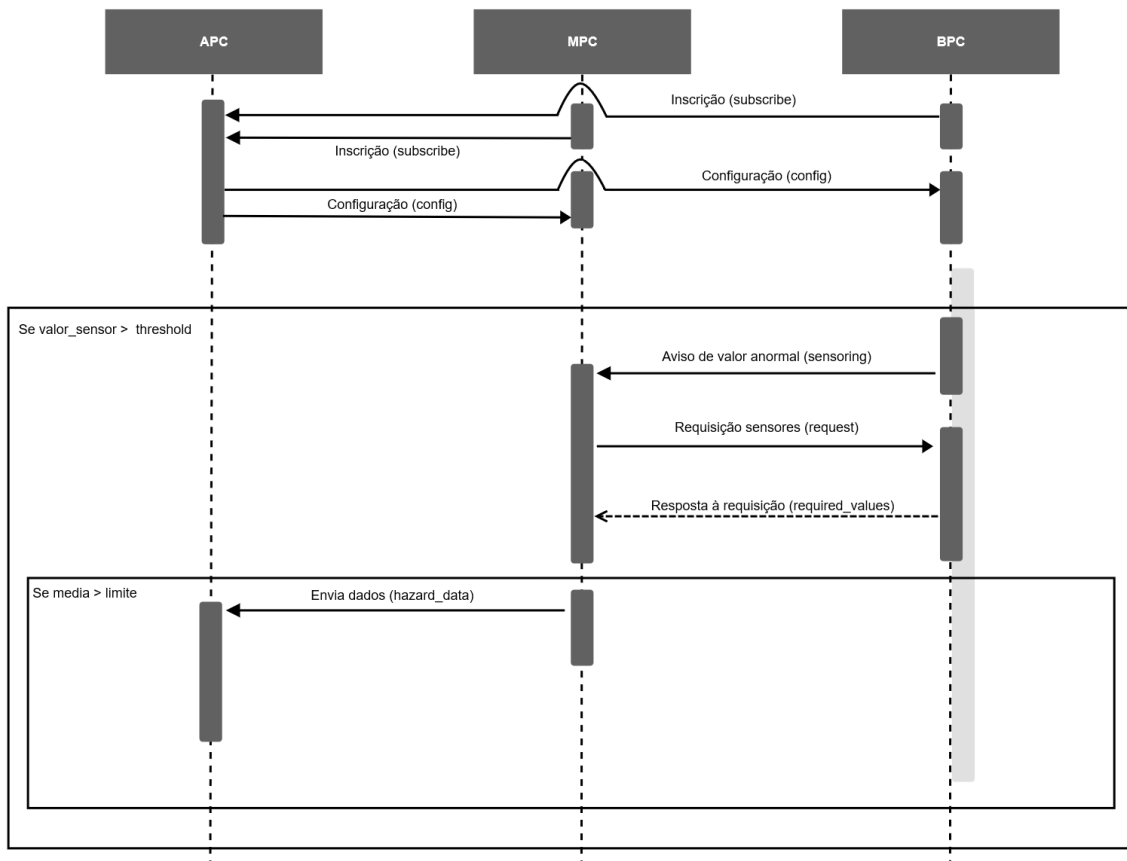 APC
MPC
BPC
Inscrição (subscribe)
Inscrição (subscribe)
Configuração (config)
Configuração (config)
Se valor_sensor > threshold
Aviso de valor anormal (sensoring)
Requisição sensores (request)
Resposta à requisição (required_values)
Se media > limite
Envia dados (hazard_data)